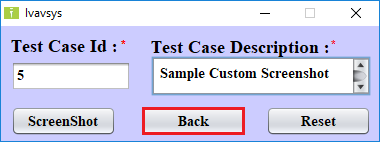 Ivavsys
Test Case Id : *
Test Case Description : *
5
Sample Custom Screenshot
ScreenShot
Back
Reset